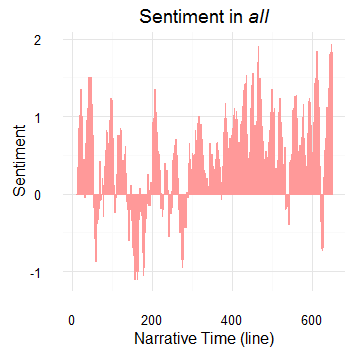 Sentiment in all
2
1
0
-1
Sentiment
0 200 400 600
Narrative Time (line)